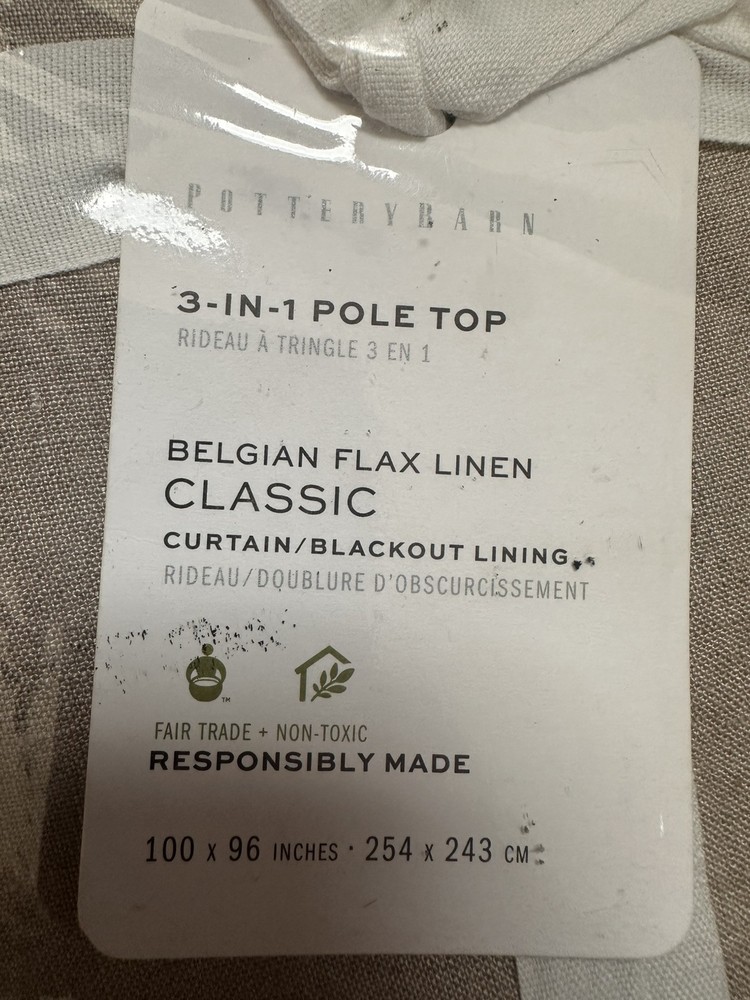 POTTERYBARN
3-IN-1 POLE TOP
RIDEAU À TRINGLE 3 EN 1
BELGIAN FLAX LINEN
CLASSIC
CURTAIN/BLACKOUT LINING
RIDEAU/DOUBLURE D'OBSCURCISSEMENT
TM
FAIR TRADE + NON-TOXIC
RESPONSIBLY MADE
100 X 96 INCHES · 254 X 243 CM